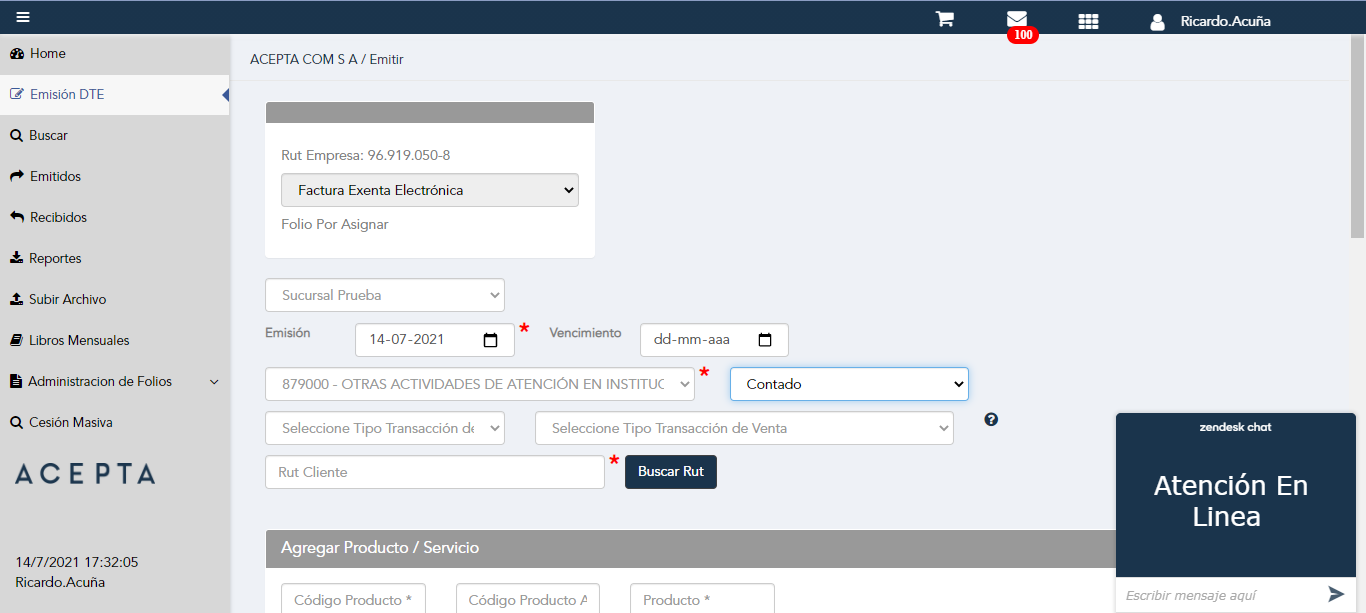 Ricardo.Acuña
100
Home
Emisión DTE
Buscar
Emitidos
Recibidos
Reportes
Subir Archivo
Libros Mensuales
Administracion de Folios
Cesión Masiva
ACEPTA
14/7/2021 17:32:05
Ricardo.Acuña
ACEPTA COM S A / Emitir
Rut Empresa: 96.919.050-8
Factura Exenta Electrónica
Folio Por Asignar
Sucursal Prueba
Emisión 14-07-2021 * Vencimiento dd-mm-aaa
879000 - OTRAS ACTIVIDADES DE ATENCIÓN EN INSTITUC * Contado
Seleccione Tipo Transacción de Seleccione Tipo Transacción de Venta ?
Rut Cliente * Buscar Rut
Agregar Producto / Servicio
Código Producto * Código Producto A Producto *
zendesk chat
Atención En
Linea
Escribir mensaje aquí